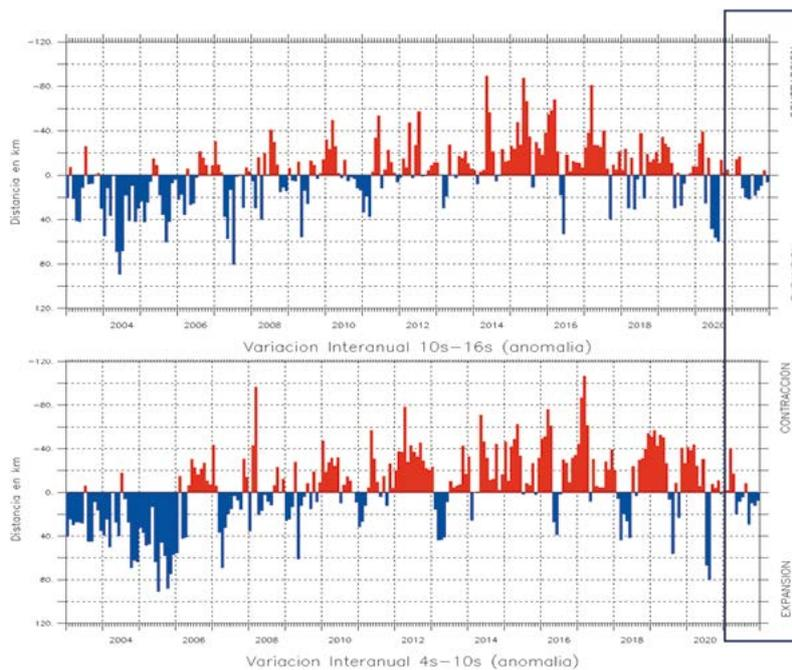 -120.
-80.
-40.
0.
40.
80.
120.
Distancia en km
2004 2006 2008 2010 2012 2014 2016 2018 2020
Variacion Interanual 10s-16s (anomalia)
-120.
-80.
-40.
0.
40.
80.
120.
Distancia en km
CONTRACCION
EXPANSION
2004 2006 2008 2010 2012 2014 2016 2018 2020
Variacion Interanual 4s-10s (anomalia)